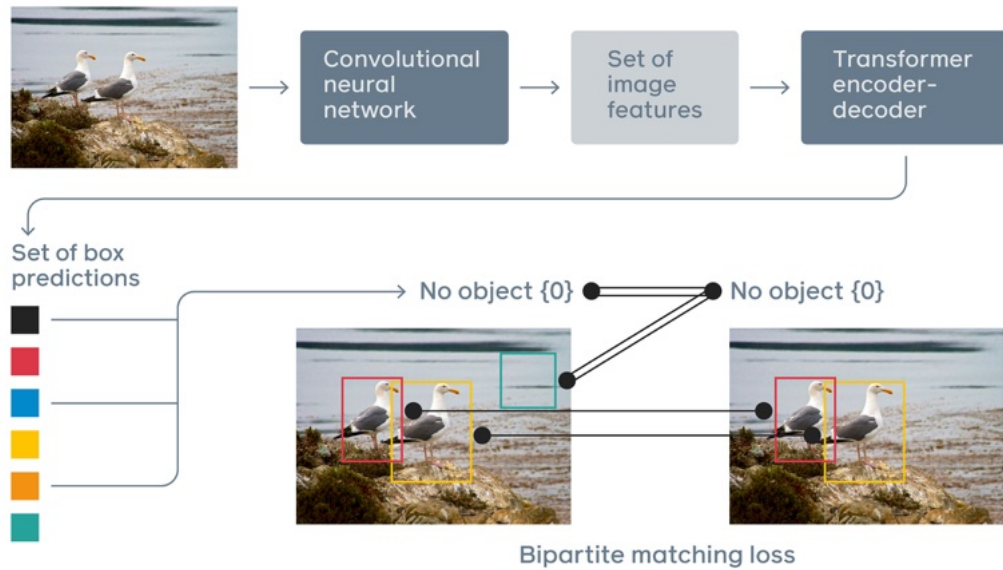 Convolutional
neural
network
Set of
image
features
Transformer
encoder-
decoder
Set of box
predictions
No object {0}
No object {0}
Bipartite matching loss